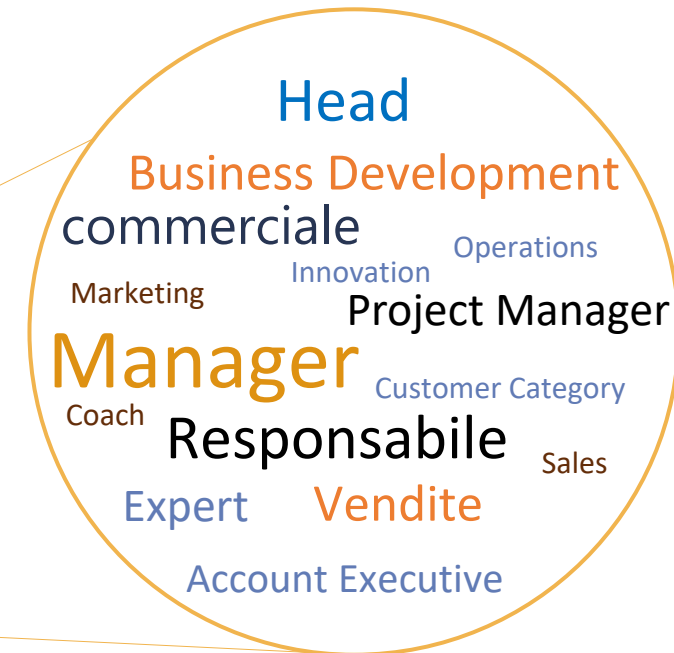 Head
Business Development
commerciale
Operations
Innovation
Marketing
Project Manager
Manager
Customer Category
Coach
Responsabile
Sales
Expert
Vendite
Account Executive